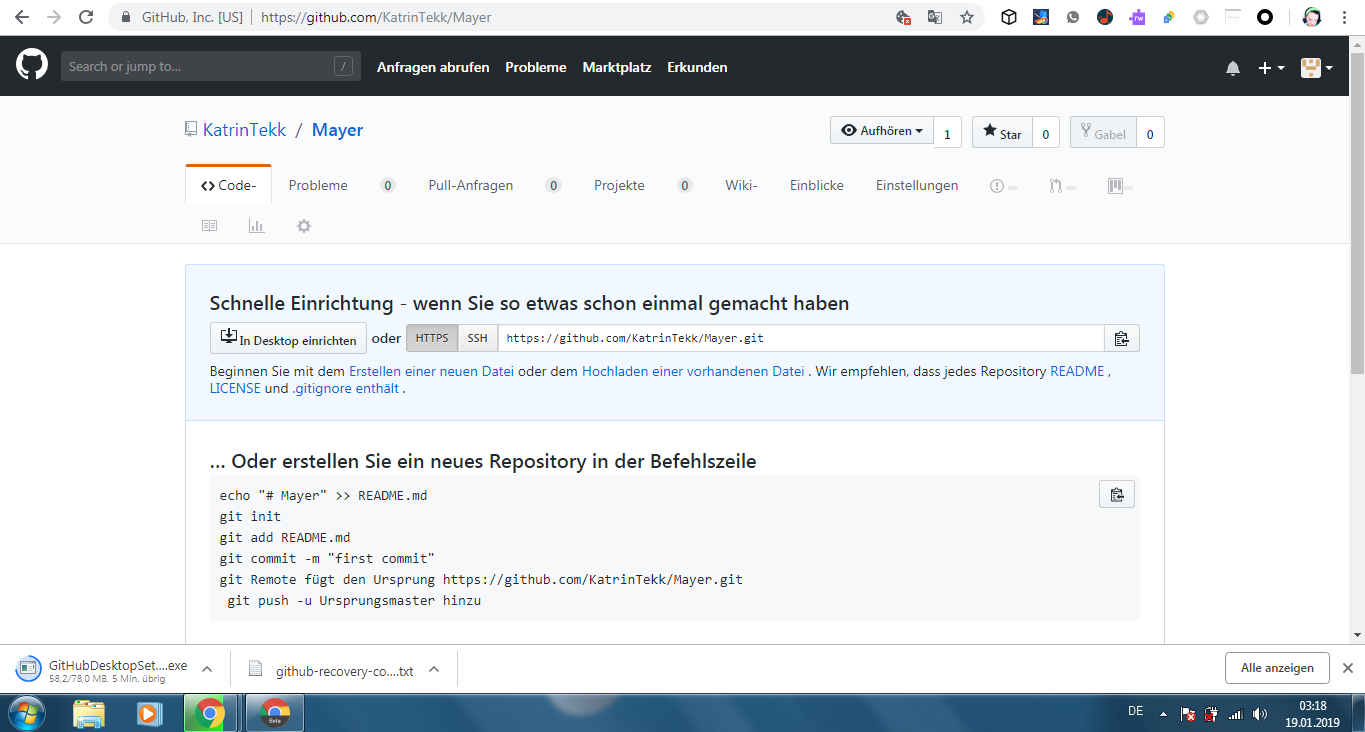 GitHub, Inc. [US] | https://github.com/KatrinTekk/Mayer
Search or jump to... /
Anfragen abrufen Probleme Marktplatz Erkunden
KatrinTekk / Mayer
Aufhören 1 Star 0 Gabel 0
<> Code- Probleme 0 Pull-Anfragen 0 Projekte 0 Wiki- Einblicke Einstellungen
Schnelle Einrichtung - wenn Sie so etwas schon einmal gemacht haben
In Desktop einrichten oder HTTPS SSH https://github.com/KatrinTekk/Mayer.git
Beginnen Sie mit dem Erstellen einer neuen Datei oder dem Hochladen einer vorhandenen Datei . Wir empfehlen, dass jedes Repository README ,
LICENSE und .gitignore enthält .
... Oder erstellen Sie ein neues Repository in der Befehlszeile
echo "# Mayer" >> README.md
git init
git add README.md
git commit -m "first commit"
git Remote fügt den Ursprung https://github.com/KatrinTekk/Mayer.git
git push -u Ursprungsmaster hinzu
GitHubDesktopSet....exe
58,2/78,0 MB, 5 Min. übrig
github-recovery-co....txt
Alle anzeigen
Beta
DE
03:18
19.01.2019